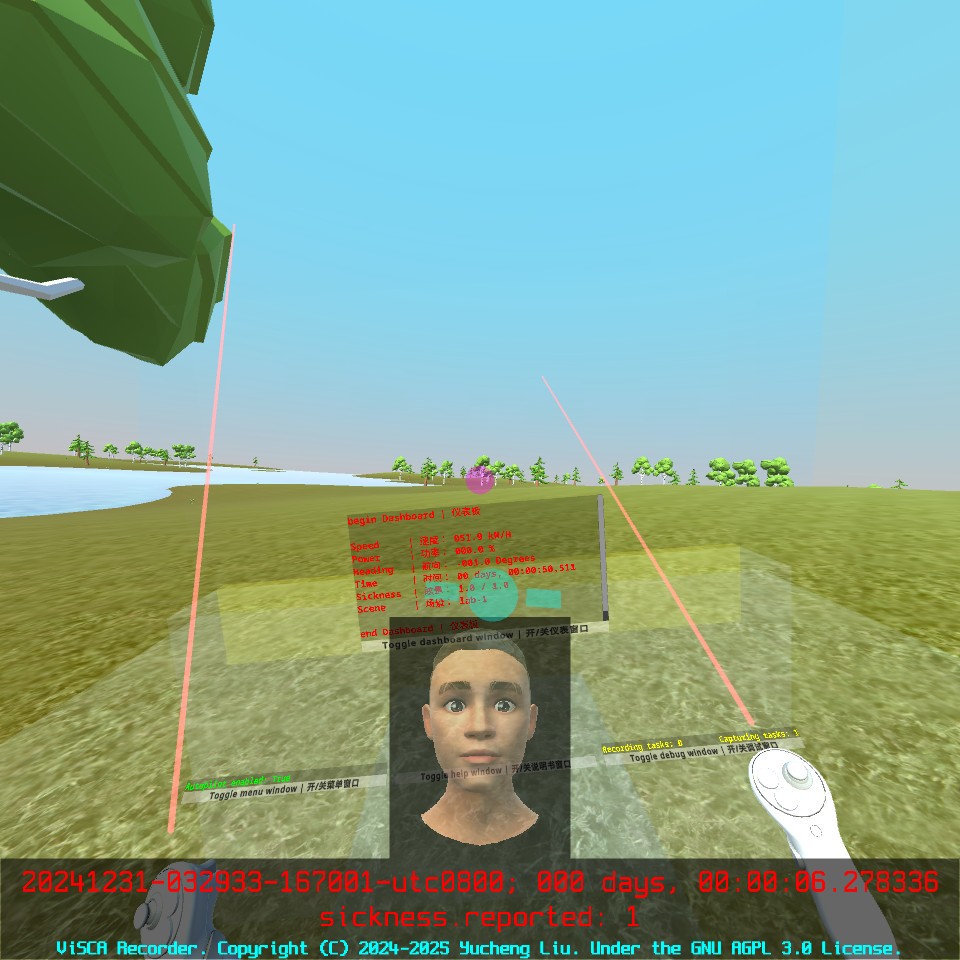 begin Dashboard | 仪表板
Speed | 速度: 051.9 kW/H
Power | 功率: 000.0 %
Heading | 前向: -001.0 Degrees
Time | 时间: 00 days, 00:00:50.511
Sickness | 1.0 / 1.0
Scene | 场景: lab-1
end Dashboard | 仪表板
Toggle dashboard window | 开/关仪表窗口
Recording tasks: 0 Capturing tasks: 1
Toggle debug window | 开/关调试窗口
Toggle help window | 开/关说明书窗口
Autopilot enabled: True
Toggle menu window | 开/关菜单窗口
20241231-032933-167001-utc0800; 000 days, 00:00:06.278336
sickness.reported: 1
ViSCA Recorder. Copyright (C) 2024-2025 Yucheng Liu. Under the GNU AGPL 3.0 License.